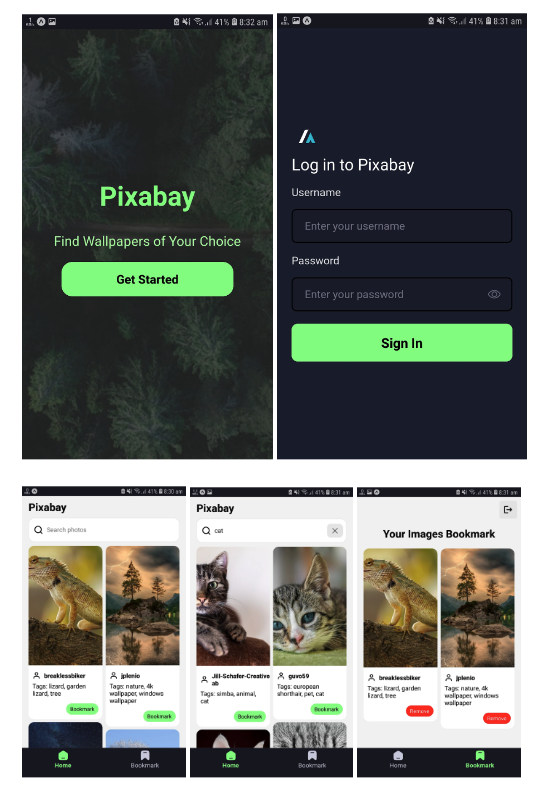 41% 8:32 am
Pixabay
Find Wallpapers of Your Choice
Get Started
41% 8:31 am
Log in to Pixabay
Username
Enter your username
Password
Enter your password
Sign In
41% 8:30 am
Pixabay
Search photos
breaklessbiker
Tags: lizard, garden
lizard, tree
Bookmark
jplenio
Tags: nature, 4k
wallpaper, windows
wallpaper
Bookmark
Home
Bookmark
41% 8:31 am
Pixabay
cat
Jill-Schafer-Creative
ab
Tags: simba, animal,
cat
Bookmark
guvo59
Tags: european
shorthair, pet, cat
Bookmark
Home
Bookmark
41% 8:31 am
Your Images Bookmark
breaklessbiker
Tags: lizard, garden
lizard, tree
Remove
jplenio
Tags: nature, 4k
wallpaper, windows
wallpaper
Remove
Home
Bookmark